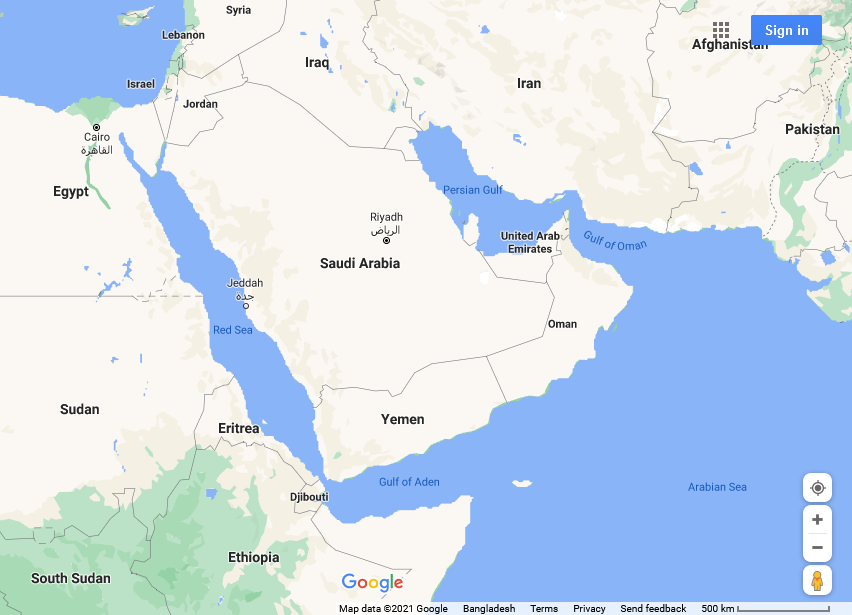 Syria
Lebanon
Sign in
Afghanistan
Iraq
Israel
Iran
Jordan
Pakistan
Cairo
القاهرة
Egypt
Persian Gulf
Riyadh
الرياض
United Arab
Emirates
Gulf of Oman
Saudi Arabia
Jeddah
جدة
Oman
Red Sea
Sudan
Yemen
Eritrea
Gulf of Aden
Arabian Sea
Djibouti
Ethiopia
South Sudan
Google
Map data ©2021 Google Bangladesh Terms Privacy Send feedback 500 km